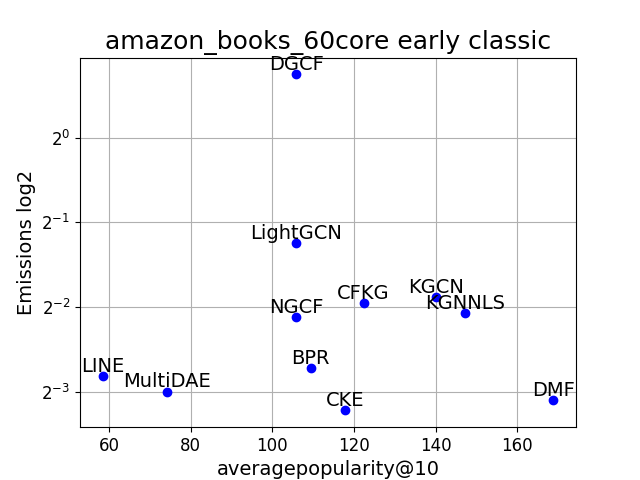 amazon_books_60core early classic
DGCF
2^0
2^-1
LightGCN
KGCN
CFKG
KGNNLS
2^-2
NGCF
BPR
LINE
MultiDAE
DMF
2^-3
CKE
Emissions log2
60 80 100 120 140 160
averagepopularity@10